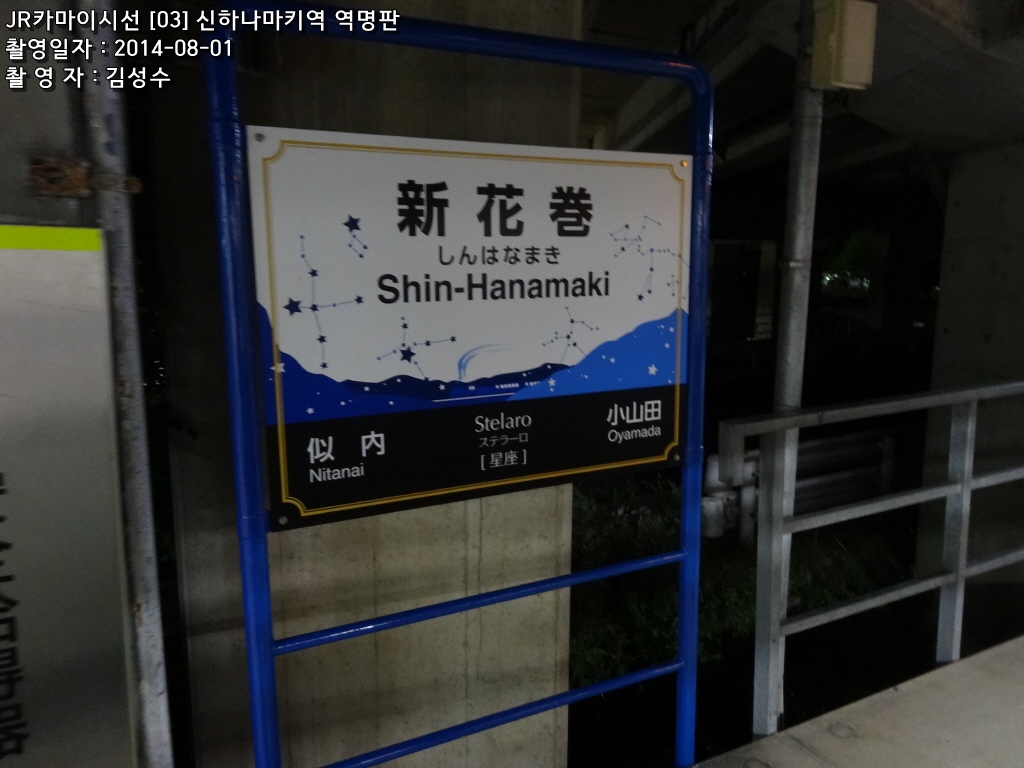 JR카마이시선 [03] 신하나마키역 역명판
촬영일자 : 2014-08-01
촬 영 자 : 김성수
新花巻
しんはなまき
Shin-Hanamaki
似内
Nitanai
Stelaro
ステラーロ
[星座]
小山田
Oyamada